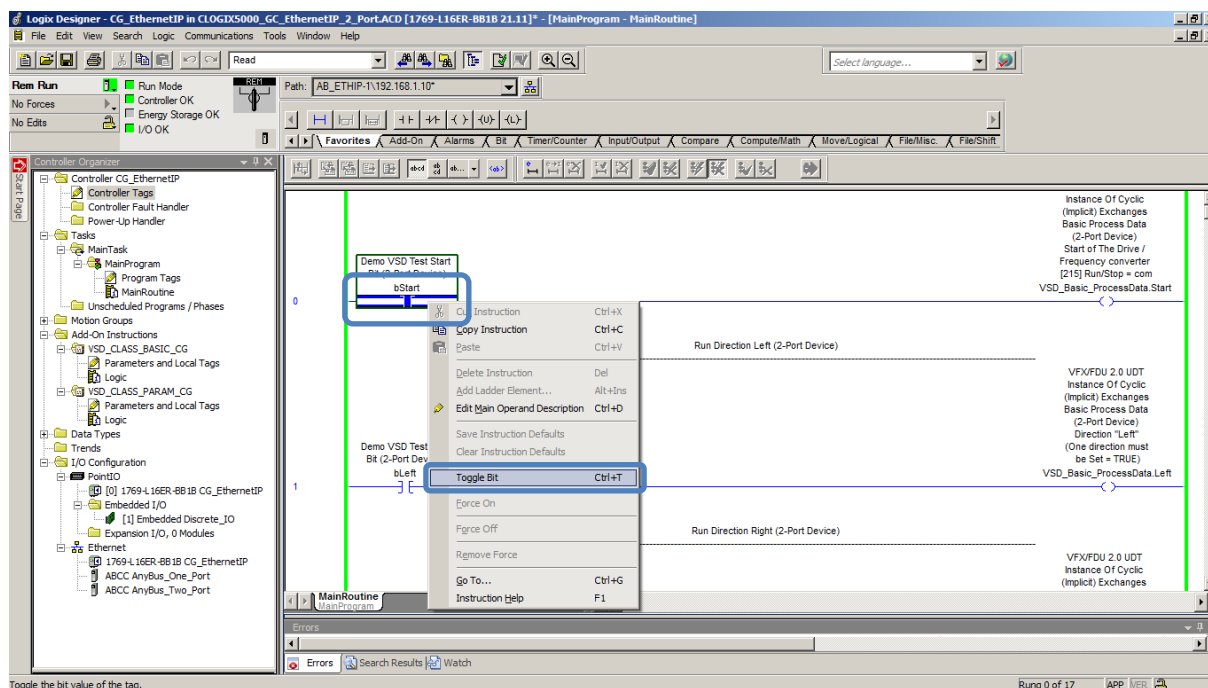 Logix Designer - CG_EthernetIP in CLOGIX5000_GC_EthernetIP_2_Port.ACD [1769-L16ER-BB1B 21.11]* - [MainProgram - MainRoutine]
File Edit View Search Logic Communications Tools Window Help
Read
Select language...
Rem Run
Run Mode
REM
Path: AB_ETHIP-1\192.168.1.10*
No Forces
Controller OK
Energy Storage OK
No Edits
I/O OK
Favorites Add-On Alarms Bit Timer/Counter Input/Output Compare Compute/Math Move/Logical File/Misc. File/Shift
Start Page
Controller Organizer
Controller CG_EthernetIP
Controller Tags
Controller Fault Handler
Power-Up Handler
Tasks
MainTask
MainProgram
Program Tags
MainRoutine
Unscheduled Programs / Phases
Motion Groups
Add-On Instructions
VSD_CLASS_BASIC_CG
Parameters and Local Tags
Logic
VSD_CLASS_PARAM_CG
Parameters and Local Tags
Logic
Data Types
Trends
I/O Configuration
PointIO
[0] 1769-L16ER-BB1B CG_EthernetIP
Embedded I/O
[1] Embedded Discrete_IO
Expansion I/O, 0 Modules
Ethernet
1769-L16ER-BB1B CG_EthernetIP
ABCC AnyBus_One_Port
ABCC AnyBus_Two_Port
Instance Of Cyclic
(Implicit) Exchanges
Basic Process Data
(2-Port Device)
Start of The Drive /
Frequency converter
[215] Run/Stop = com
VSD_Basic_ProcessData.Start
Demo VSD Test Start
Bit (2-Port Device)
bStart
0
Cut Instruction Ctrl+X
Copy Instruction Ctrl+C
Paste Ctrl+V
Delete Instruction Del
Add Ladder Element... Alt+Ins
Edit Main Operand Description Ctrl+D
Save Instruction Defaults
Clear Instruction Defaults
Toggle Bit Ctrl+T
Force On
Force Off
Remove Force
Go To... Ctrl+G
Instruction Help F1
Run Direction Left (2-Port Device)
VFX/FDU 2.0 UDT
Instance Of Cyclic
(Implicit) Exchanges
Basic Process Data
(2-Port Device)
Direction "Left"
(One direction must
be Set = TRUE)
VSD_Basic_ProcessData.Left
Demo VSD Test
Bit (2-Port Dev
bLeft
1
Run Direction Right (2-Port Device)
VFX/FDU 2.0 UDT
Instance Of Cyclic
(Implicit) Exchanges
MainRoutine
MainProgram
Errors
Errors Search Results Watch
Toggle the bit value of the tag.
Rung 0 of 17 APP VER